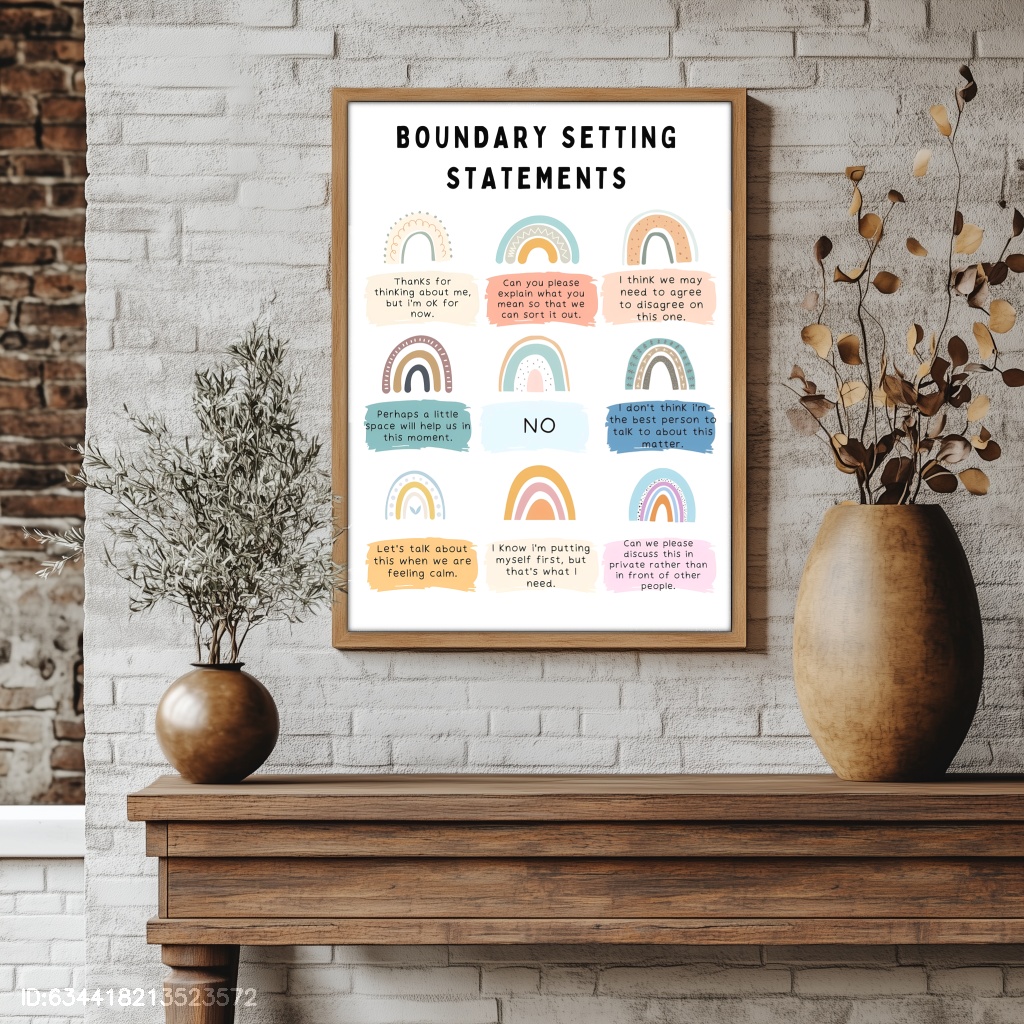 BOUNDARY SETTING
STATEMENTS
Thanks for
thinking about me,
but i'm ok for
now.
Can you please
explain what you
mean so that we
can sort it out.
I think we may
need to agree
to disagree on
this one.
Perhaps a little
space will help us in
this moment.
NO
I don't think i'm
the best person to
talk to about this
matter.
Let's talk about
this when we are
feeling calm.
I know i'm putting
myself first, but
that's what I
need.
Can we please
discuss this in
private rather than
in front of other
people.
ID:634418213523572